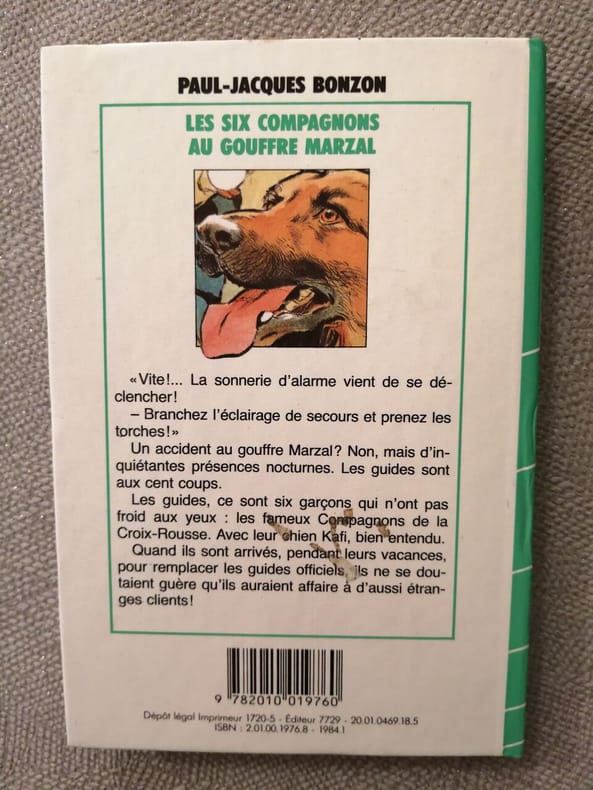 PAUL-JACQUES BONZON
LES SIX COMPAGNONS
AU GOUFFRE MARZAL
«Vite!... La sonnerie d'alarme vient de se dé-
clencher!
– Branchez l'éclairage de secours et prenez les
torches!»
Un accident au gouffre Marzal? Non, mais d'in-
quiétantes présences nocturnes. Les guides sont
aux cent coups.
Les guides, ce sont six garçons qui n'ont pas
froid aux yeux : les fameux Compagnons de la
Croix-Rousse. Avec leur chien Kafi, bien entendu.
Quand ils sont arrivés, pendant leurs vacances,
pour remplacer les guides officiels, ils ne se dou-
taient guère qu'ils auraient affaire à d'aussi étran-
ges clients!
9 782010 019760
Dépôt légal Imprimeur 1720-5 - Éditeur 7729 - 20.01.0469.18.5
ISBN : 2.01.00.1976.8 - 1984.1